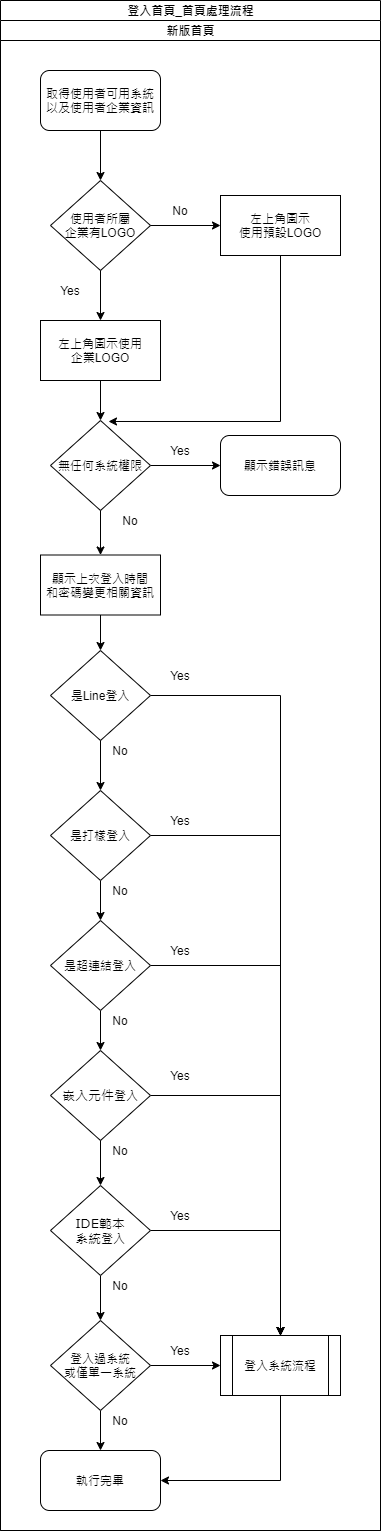 登入首頁_首頁處理流程
新版首頁
取得使用者可用系統
以及使用者企業資訊
使用者所屬
企業有LOGO
No
左上角圖示
使用預設LOGO
Yes
左上角圖示使用
企業LOGO
無任何系統權限
Yes
顯示錯誤訊息
No
顯示上次登入時間
和密碼變更相關資訊
是Line登入
Yes
No
是打樣登入
Yes
No
是超連結登入
Yes
No
嵌入元件登入
Yes
No
IDE範本
系統登入
Yes
No
登入過系統
或僅單一系統
Yes
登入系統流程
No
執行完畢